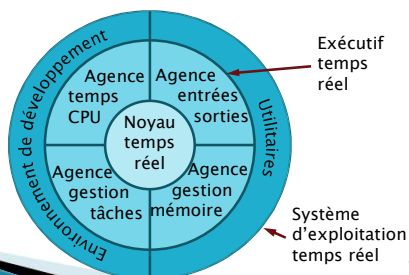 Environnement de développement
Utilitaires
Agence
temps
CPU
Agence
entrées
sorties
Noyau
temps
réel
Agence
gestion
tâches
Agence
gestion
mémoire
Exécutif
temps
réel
Système
d'exploitation
temps réel